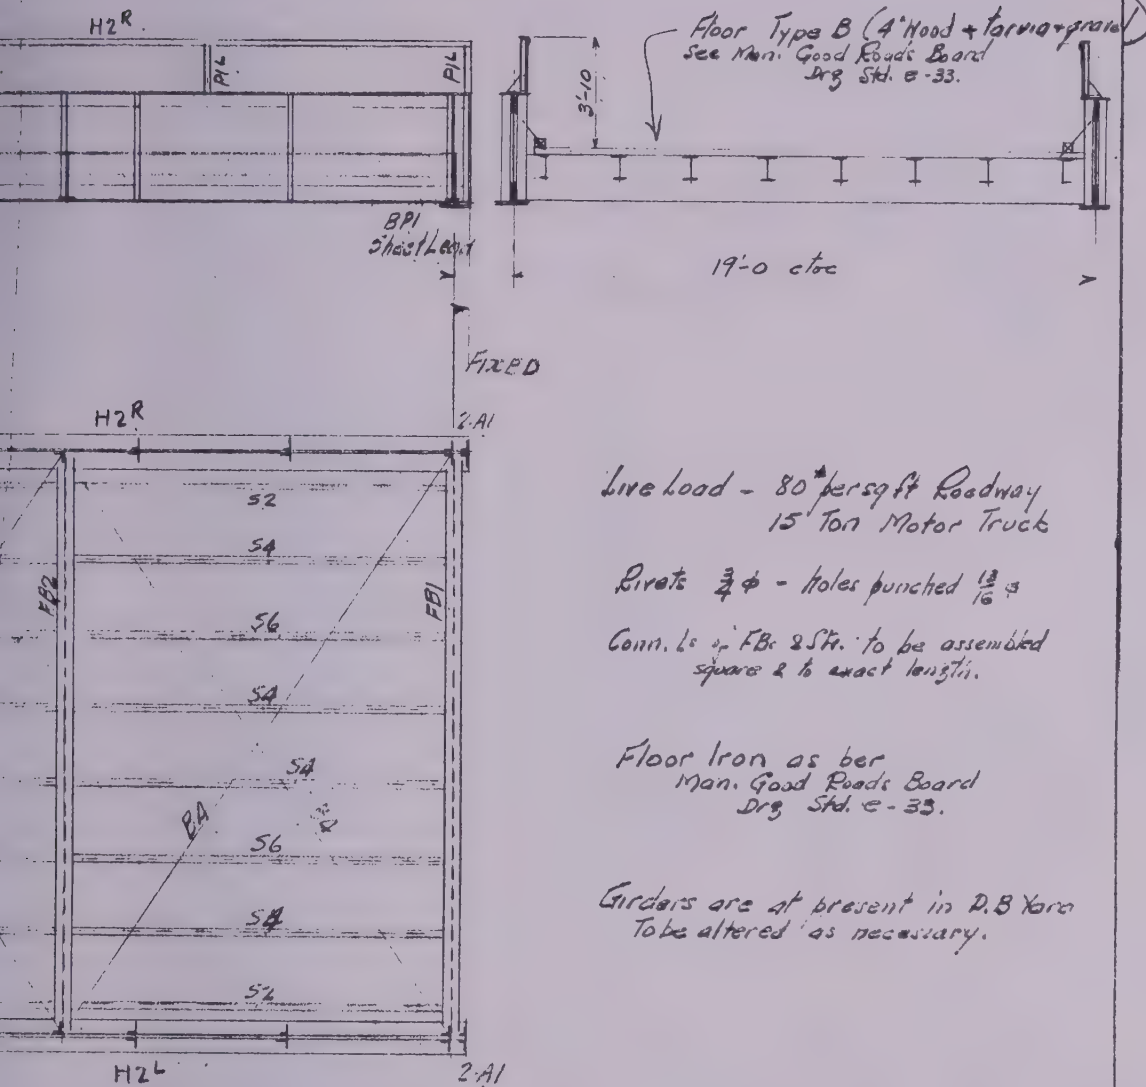 H2R.
P1L
P1L
BP1
Sheet Lead
Floor Type B (4" Wood + tarvia + gravel)
See Man. Good Roads Board
Drg Std. e-33.
3'-10
19'-0 ctoc
FIXED
H2R
2-A1
S2
S4
S6
S4
S4
S6
S4
S2
FB2
FB1
BA
H2L
2-A1
Live Load - 80# per sq ft Roadway
15 Ton Motor Truck
Rivets 3/4 φ - holes punched 13/16 φ
Conn. Ls FBs & Str. to be assembled
square & to exact length.
Floor Iron as per
Man. Good Roads Board
Drg Std. e-33.
Girders are at present in D.B Yard
To be altered as necessary.